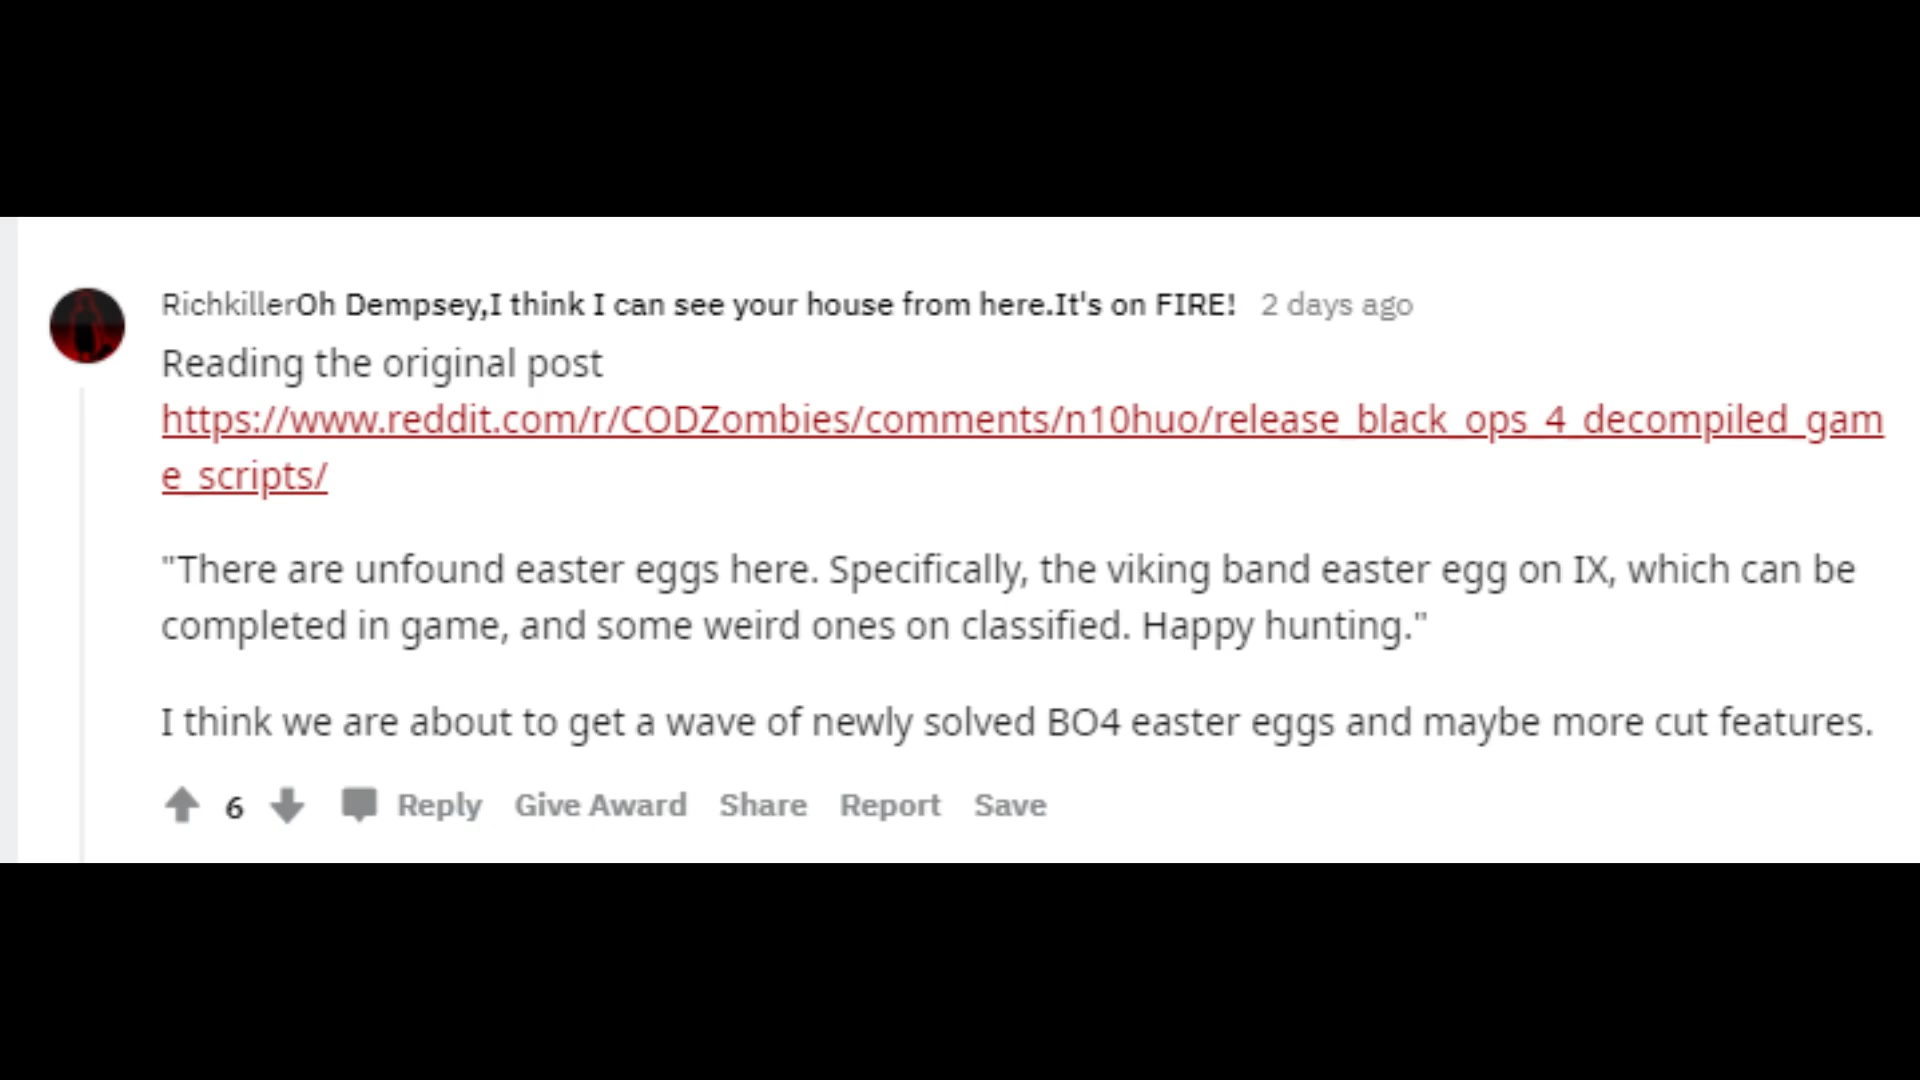 RichkillerOh Dempsey,I think I can see your house from here.It's on FIRE! 2 days ago
Reading the original post
https://www.reddit.com/r/CODZombies/comments/n10huo/release_black_ops_4_decompiled_gam
e_scripts/
"There are unfound easter eggs here. Specifically, the viking band easter egg on IX, which can be
completed in game, and some weird ones on classified. Happy hunting."
I think we are about to get a wave of newly solved BO4 easter eggs and maybe more cut features.
6 Reply Give Award Share Report Save